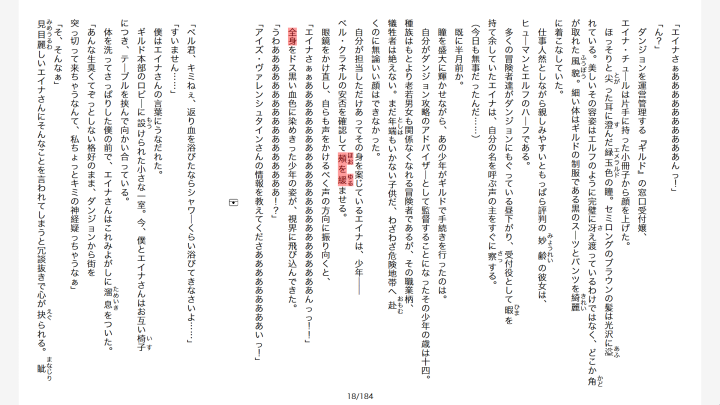 「エイナさぁああああああああああああんっ！」
「ん？」
ダンジョンを運営管理する『ギルド』の窓口受付嬢、
エイナ・チュールは片手に持った小冊子から顔を上げた。
ほっそりと尖った耳に澄んだ緑玉色の瞳。セミロングのブラウンの髪は光沢に溢
れている。美しいその容姿はエルフのように完璧に冴え渡っているわけではなく、どこか角
が取れた風貌。細い体はギルドの制服である黒のスーツとパンツを綺麗
に着こなしていた。
仕事人然としながら親しみやすいともっぱら評判の妙齢の彼女は、
ヒューマンとエルフのハーフである。
多くの冒険者達がダンジョンにもぐっている昼下がり、受付役として暇を
持て余していたエイナは、自分の名を呼ぶ声の主をすぐに察する。
（今日も無事だったんだ……）
既に半月前か。
瞳を盛大に輝かせながら、あの少年がギルドで手続きを行ったのは。
自分がダンジョン攻略のアドバイザーとして監督することになったその少年の歳は十四。
種族はもとより老若男女も関係なくなれる冒険者であるが、その職業柄、
犠牲者は絶えない。まだ年端もいかない子供だ、わざわざ危険地帯へ赴
くのに無論いい顔はできなかった。
自分が担当しただけあってその身を案じているエイナは、少年――
ベル・クラネルの安否を確認して頬を緩ませる。
眼鏡をかけ直し、自らも声をかけるべく声の方向に振り向くと、
「エイナさぁぁあああああああああああああああんっっ！！」
全身をドス黒い血色に染めきった少年の姿が、視界に飛び込んできた。
「うわあああああああああああああああああ！？」
「アイズ・ヴァレンシュタインさんの情報を教えてくださああああああああいっ！」
「ベル君、キミねぇ、返り血を浴びたならシャワーくらい浴びてきなさいよ……」
「すいません……」
僕はエイナさんの言葉にうなだれた。
ギルド本部のロビーに設けられた小さな一室。今、僕とエイナさんはお互い椅子
につき、テーブルを挟んで向かい合っている。
体を洗ってさっぱりした僕の前で、エイナさんはこれみよがしに溜息をついた。
「あんな生臭くてぞっとしない格好のまま、ダンジョンから街を
突っ切って来ちゃうなんて、私ちょっとキミの神経疑っちゃうなぁ」
「そ、そんなぁ」
見目麗しいエイナさんにそんなことを言われてしまうと冗談抜きで心が抉られる。眦
18/184